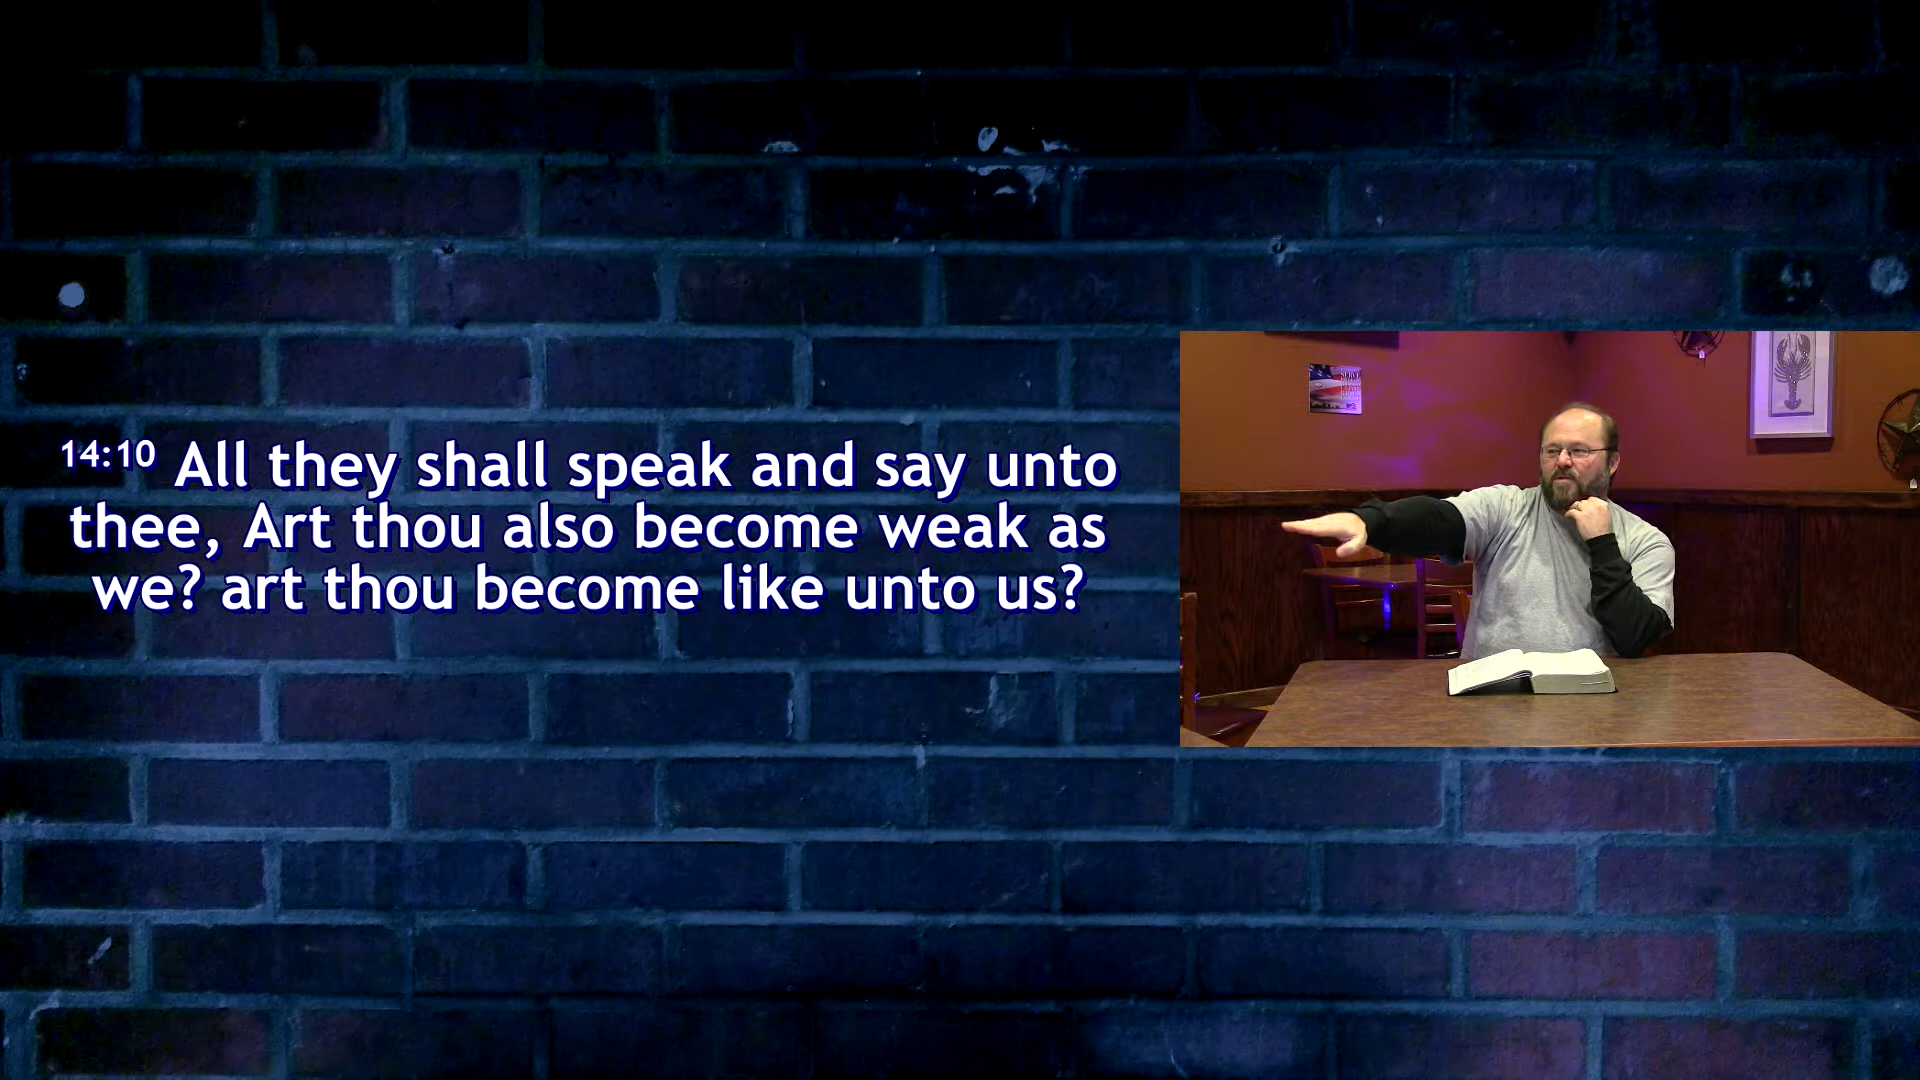 14:10 All they shall speak and say unto
thee, Art thou also become weak as
we? art thou become like unto us?